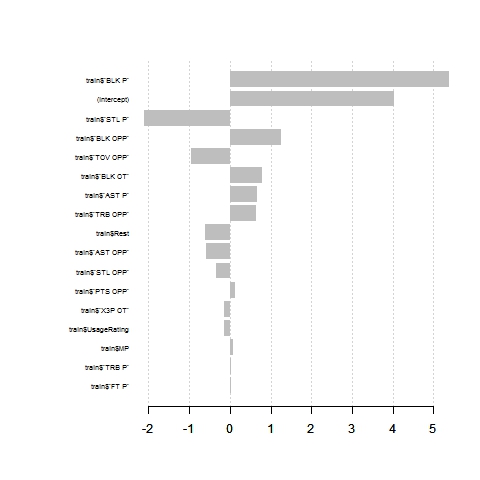 train$`BLK P`
(Intercept)
train$`STL P`
train$`BLK OPP`
train$`TOV OPP`
train$`BLK OT`
train$`AST P`
train$`TRB OPP`
train$Rest
train$`AST OPP`
train$`STL OPP`
train$`PTS OPP`
train$`X3P OT`
train$UsageRating
train$MP
train$`TRB P`
train$`FT P`
-2 -1 0 1 2 3 4 5